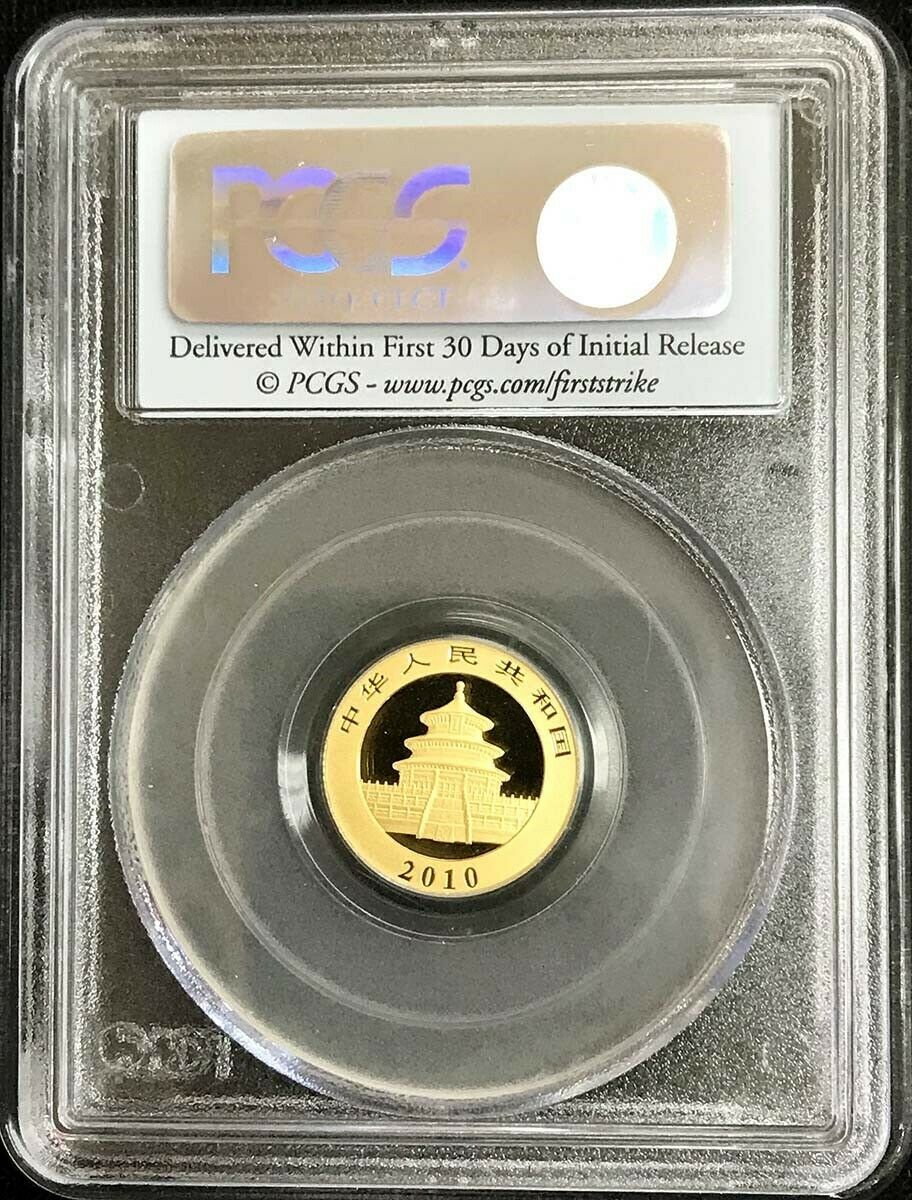 PCGS
Delivered Within First 30 Days of Initial Release
© PCGS - www.pcgs.com/firststrike
中华人民共和国
2010